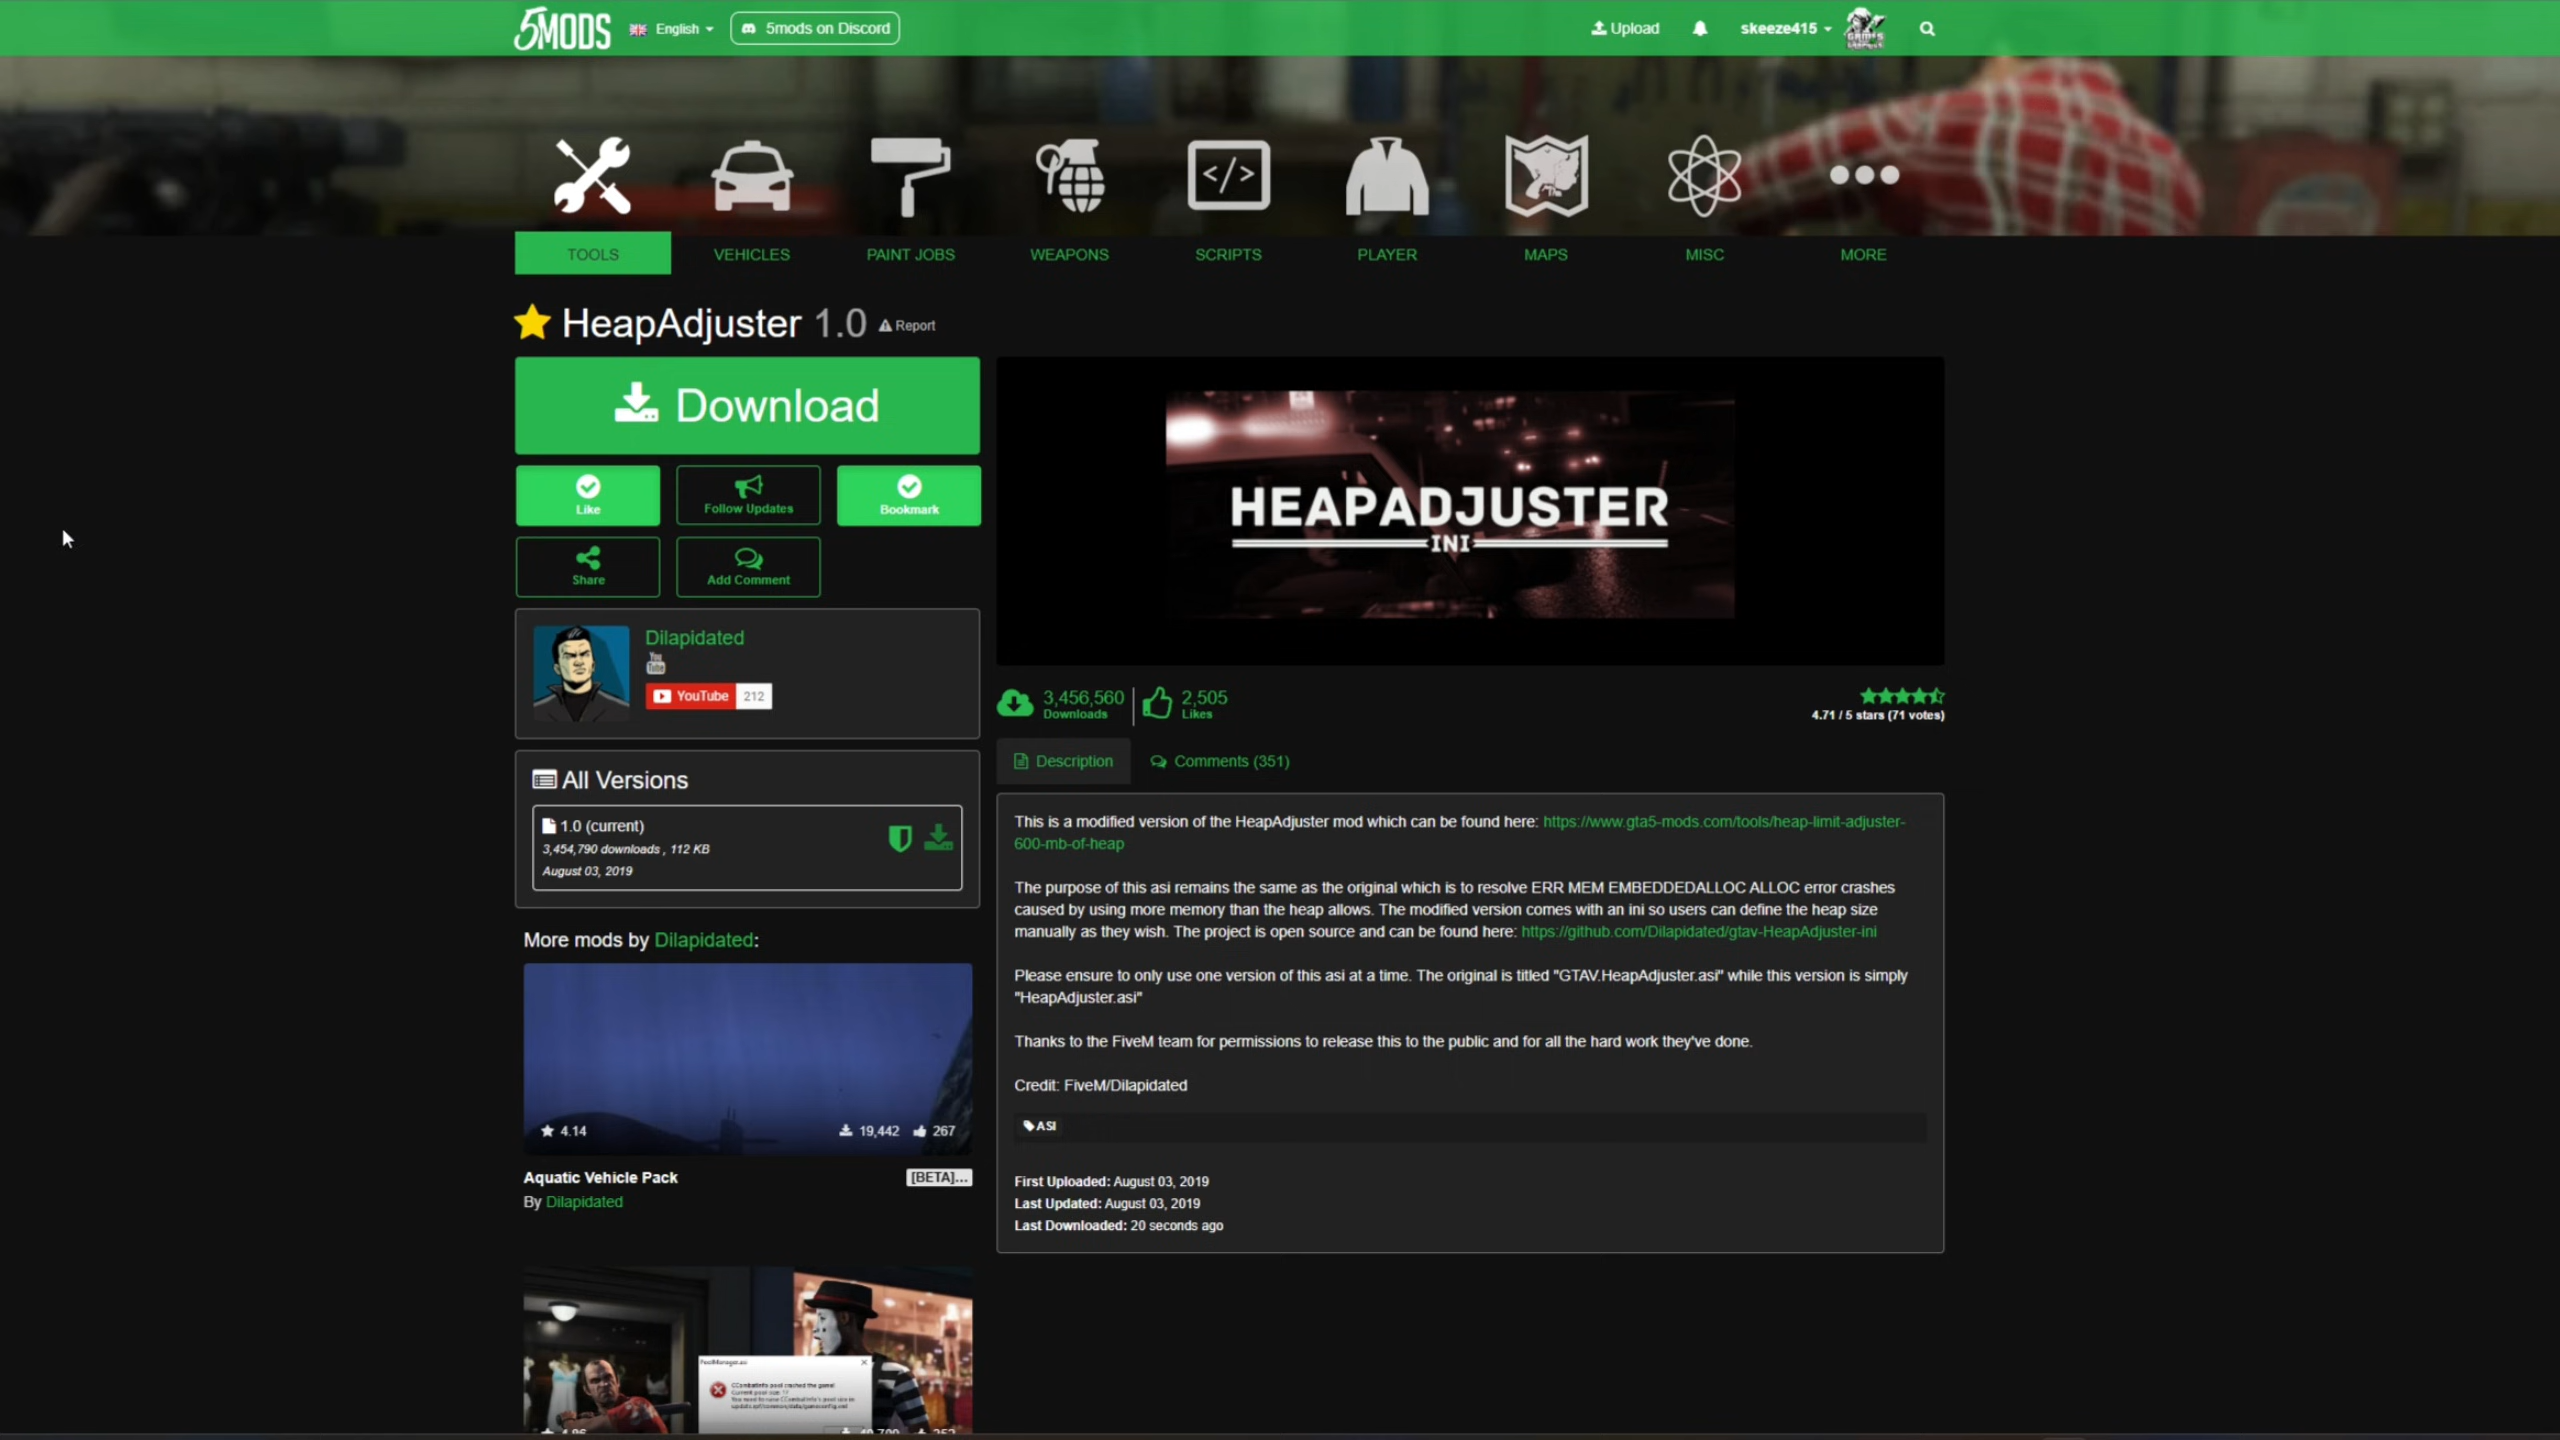 5MODS
English
5mods on Discord
Upload
skeeze415
TOOLS
VEHICLES
PAINT JOBS
WEAPONS
SCRIPTS
PLAYER
MAPS
MISC
MORE
HeapAdjuster 1.0 Report
Download
Like
Follow Updates
Bookmark
Share
Add Comment
Dilapidated
You Tube
YouTube 212
All Versions
1.0 (current)
3,454,790 downloads , 112 KB
August 03, 2019
More mods by Dilapidated:
4.14
19,442
267
Aquatic Vehicle Pack
[BETA]...
By Dilapidated
HEAPADJUSTER
INI
3,456,560
Downloads
2,505
Likes
4.71 / 5 stars (71 votes)
Description
Comments (351)
This is a modified version of the HeapAdjuster mod which can be found here: https://www.gta5-mods.com/tools/heap-limit-adjuster-
600-mb-of-heap
The purpose of this asi remains the same as the original which is to resolve ERR MEM EMBEDDEDALLOC ALLOC error crashes
caused by using more memory than the heap allows. The modified version comes with an ini so users can define the heap size
manually as they wish. The project is open source and can be found here: https://github.com/Dilapidated/gtav-HeapAdjuster-ini
Please ensure to only use one version of this asi at a time. The original is titled "GTAV.HeapAdjuster.asi" while this version is simply
"HeapAdjuster.asi"
Thanks to the FiveM team for permissions to release this to the public and for all the hard work they've done.
Credit: FiveM/Dilapidated
ASI
First Uploaded: August 03, 2019
Last Updated: August 03, 2019
Last Downloaded: 20 seconds ago